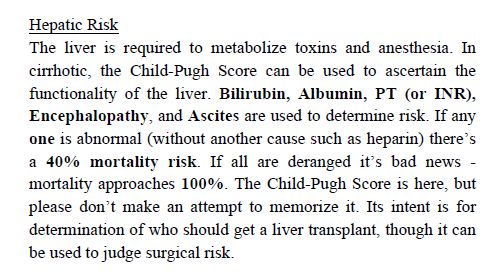 Hepatic Risk
The liver is required to metabolize toxins and anesthesia. In
cirrhotic, the Child-Pugh Score can be used to ascertain the
functionality of the liver. Bilirubin, Albumin, PT (or INR),
Encephalopathy, and Ascites are used to determine risk. If any
one is abnormal (without another cause such as heparin) there's
a 40% mortality risk. If all are deranged it's bad news -
mortality approaches 100%. The Child-Pugh Score is here, but
please don't make an attempt to memorize it. Its intent is for
determination of who should get a liver transplant, though it can
be used to judge surgical risk.